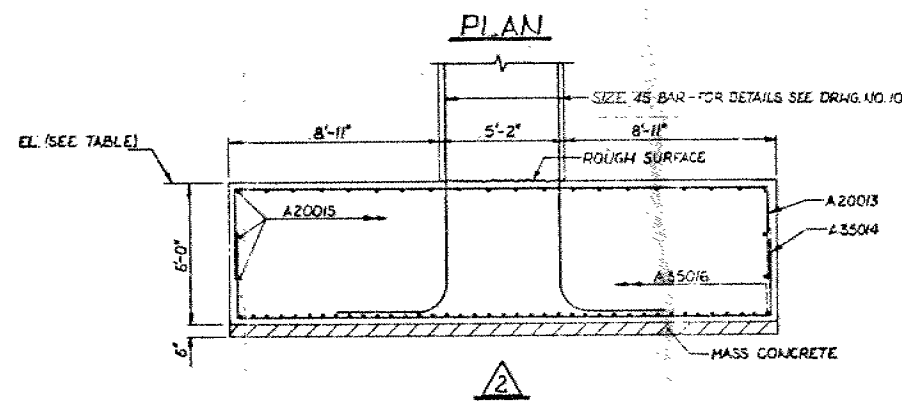 PLAN
SIZE 45 BAR - FOR DETAILS SEE DRWG. NO. 10
8'-11" 5'-2" 8'-11"
EL. (SEE TABLE)
ROUGH SURFACE
A20015
A20013
A35014
6'-0"
A35016
6"
MASS CONCRETE
2